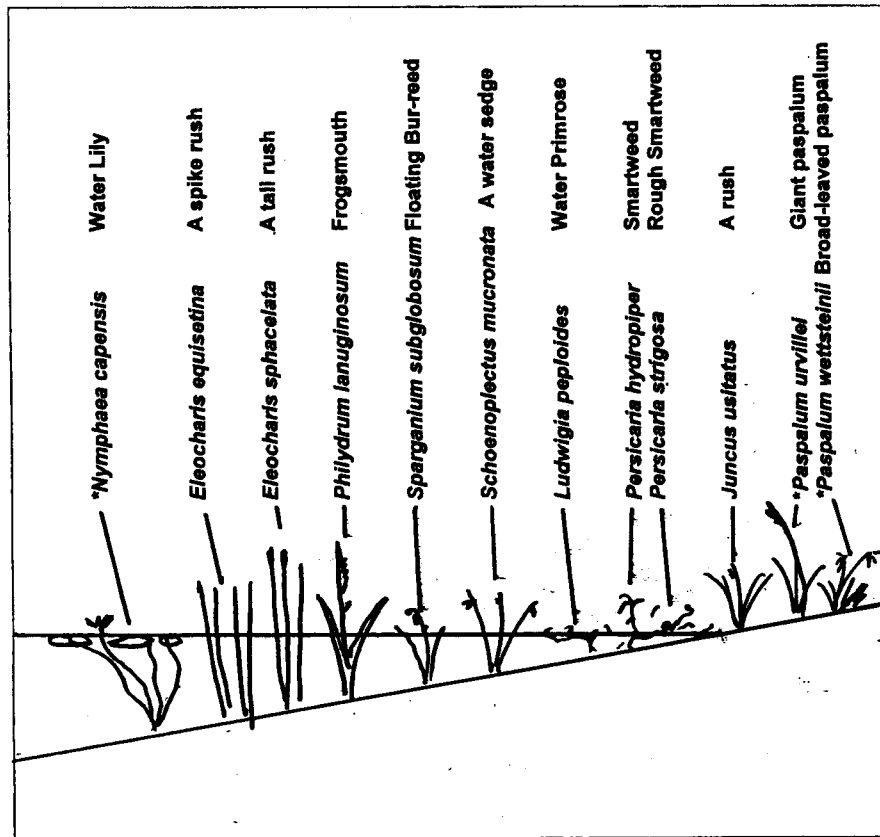 *Nymphaea capensis Water Lily
Eleocharis equisetina A spike rush
Eleocharis sphacelata A tall rush
Philydrum lanuginosum Frogsmouth
Sparganium subglobosum Floating Bur-reed
Schoenoplectus mucronata A water sedge
Ludwigia peploides Water Primrose
Persicaria hydropiper Smartweed
Persicaria strigosa Rough Smartweed
Juncus usitatus A rush
*Paspalum urvillei Giant paspalum
*Paspalum wettsteinii Broad-leaved paspalum